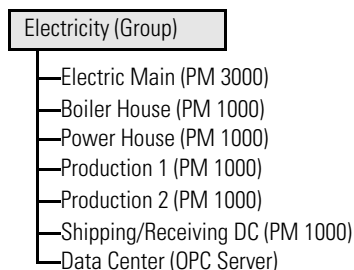 Electricity (Group)
Electric Main (PM 3000)
Boiler House (PM 1000)
Power House (PM 1000)
Production 1 (PM 1000)
Production 2 (PM 1000)
Shipping/Receiving DC (PM 1000)
Data Center (OPC Server)